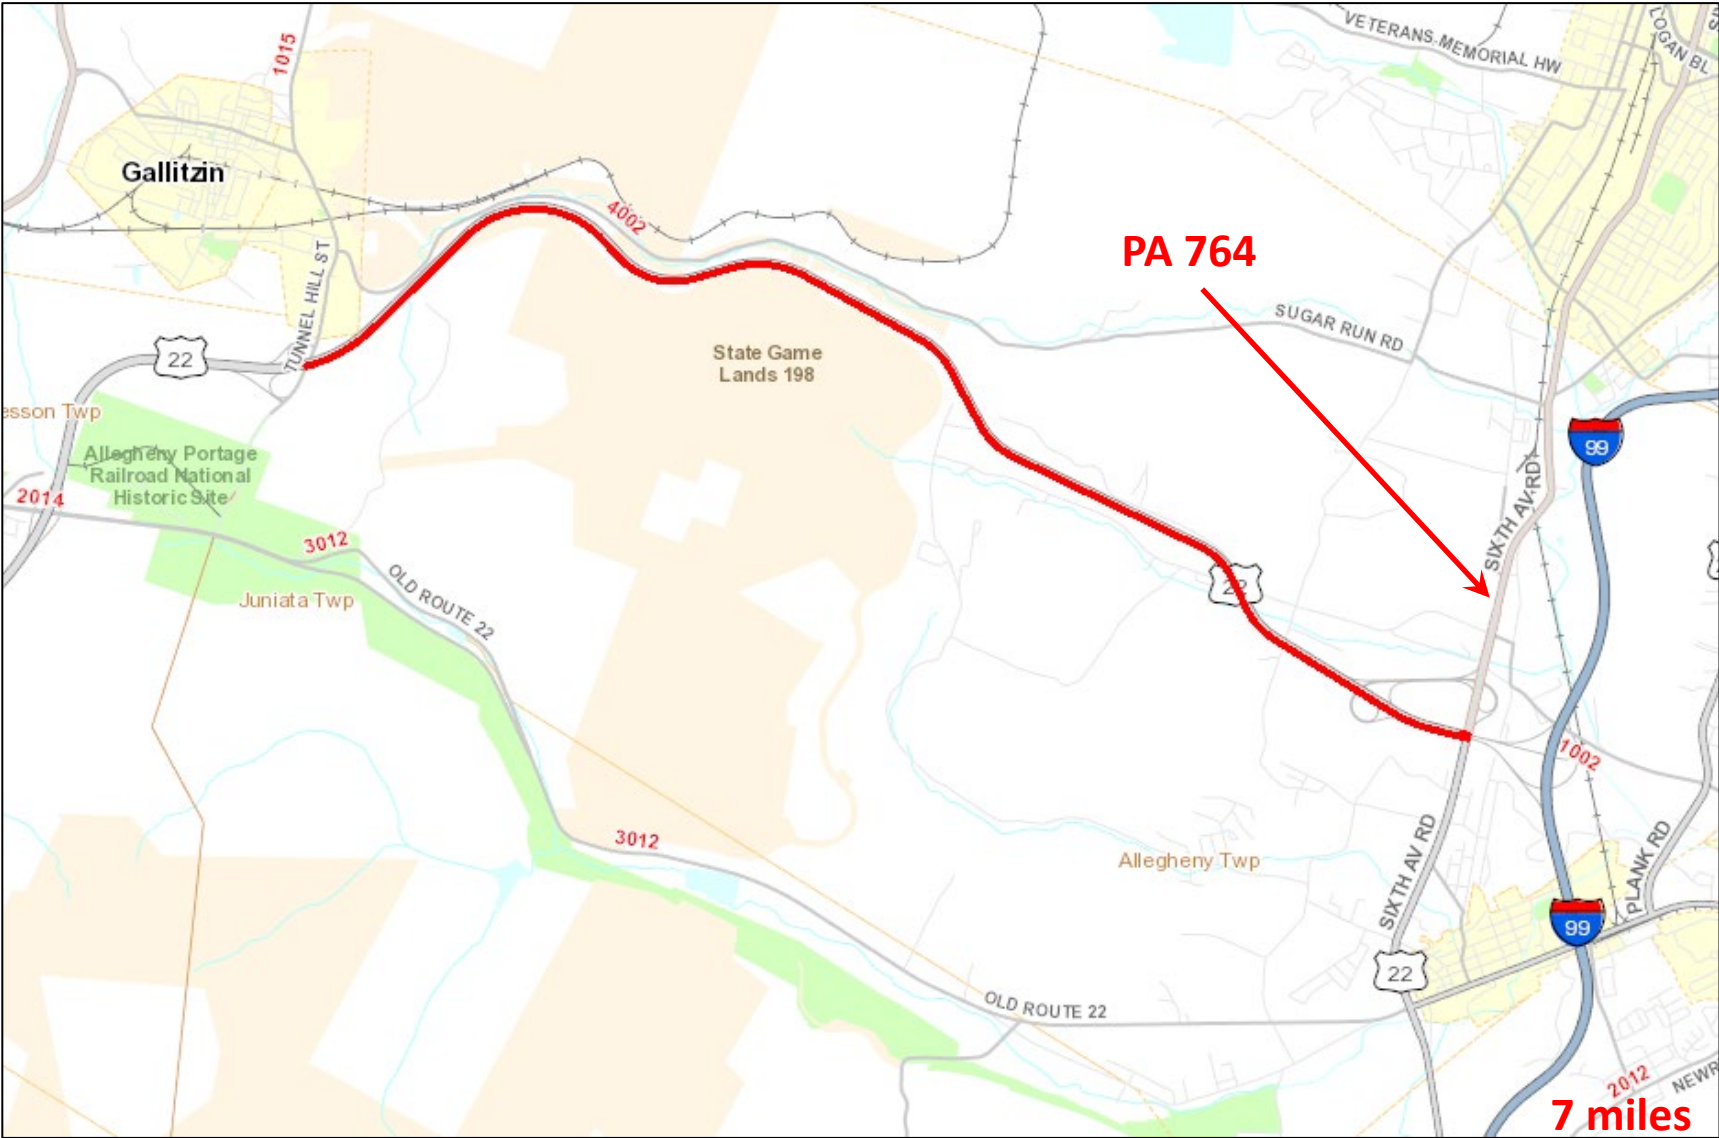 VETERANS MEMORIAL HW
LOGAN BL
1015
Gallitzin
4002
PA 764
TUNNEL HILL ST
SUGAR RUN RD
22
State Game
Lands 198
esson Twp
99
Allegheny Portage
Railroad National
Historic Site
2014
SIXTH AV RD
3012
OLD ROUTE 22
22
Juniata Twp
1002
3012
SIXTH AV RD
PLANK RD
Allegheny Twp
99
22
OLD ROUTE 22
2012
NEWR
7 miles